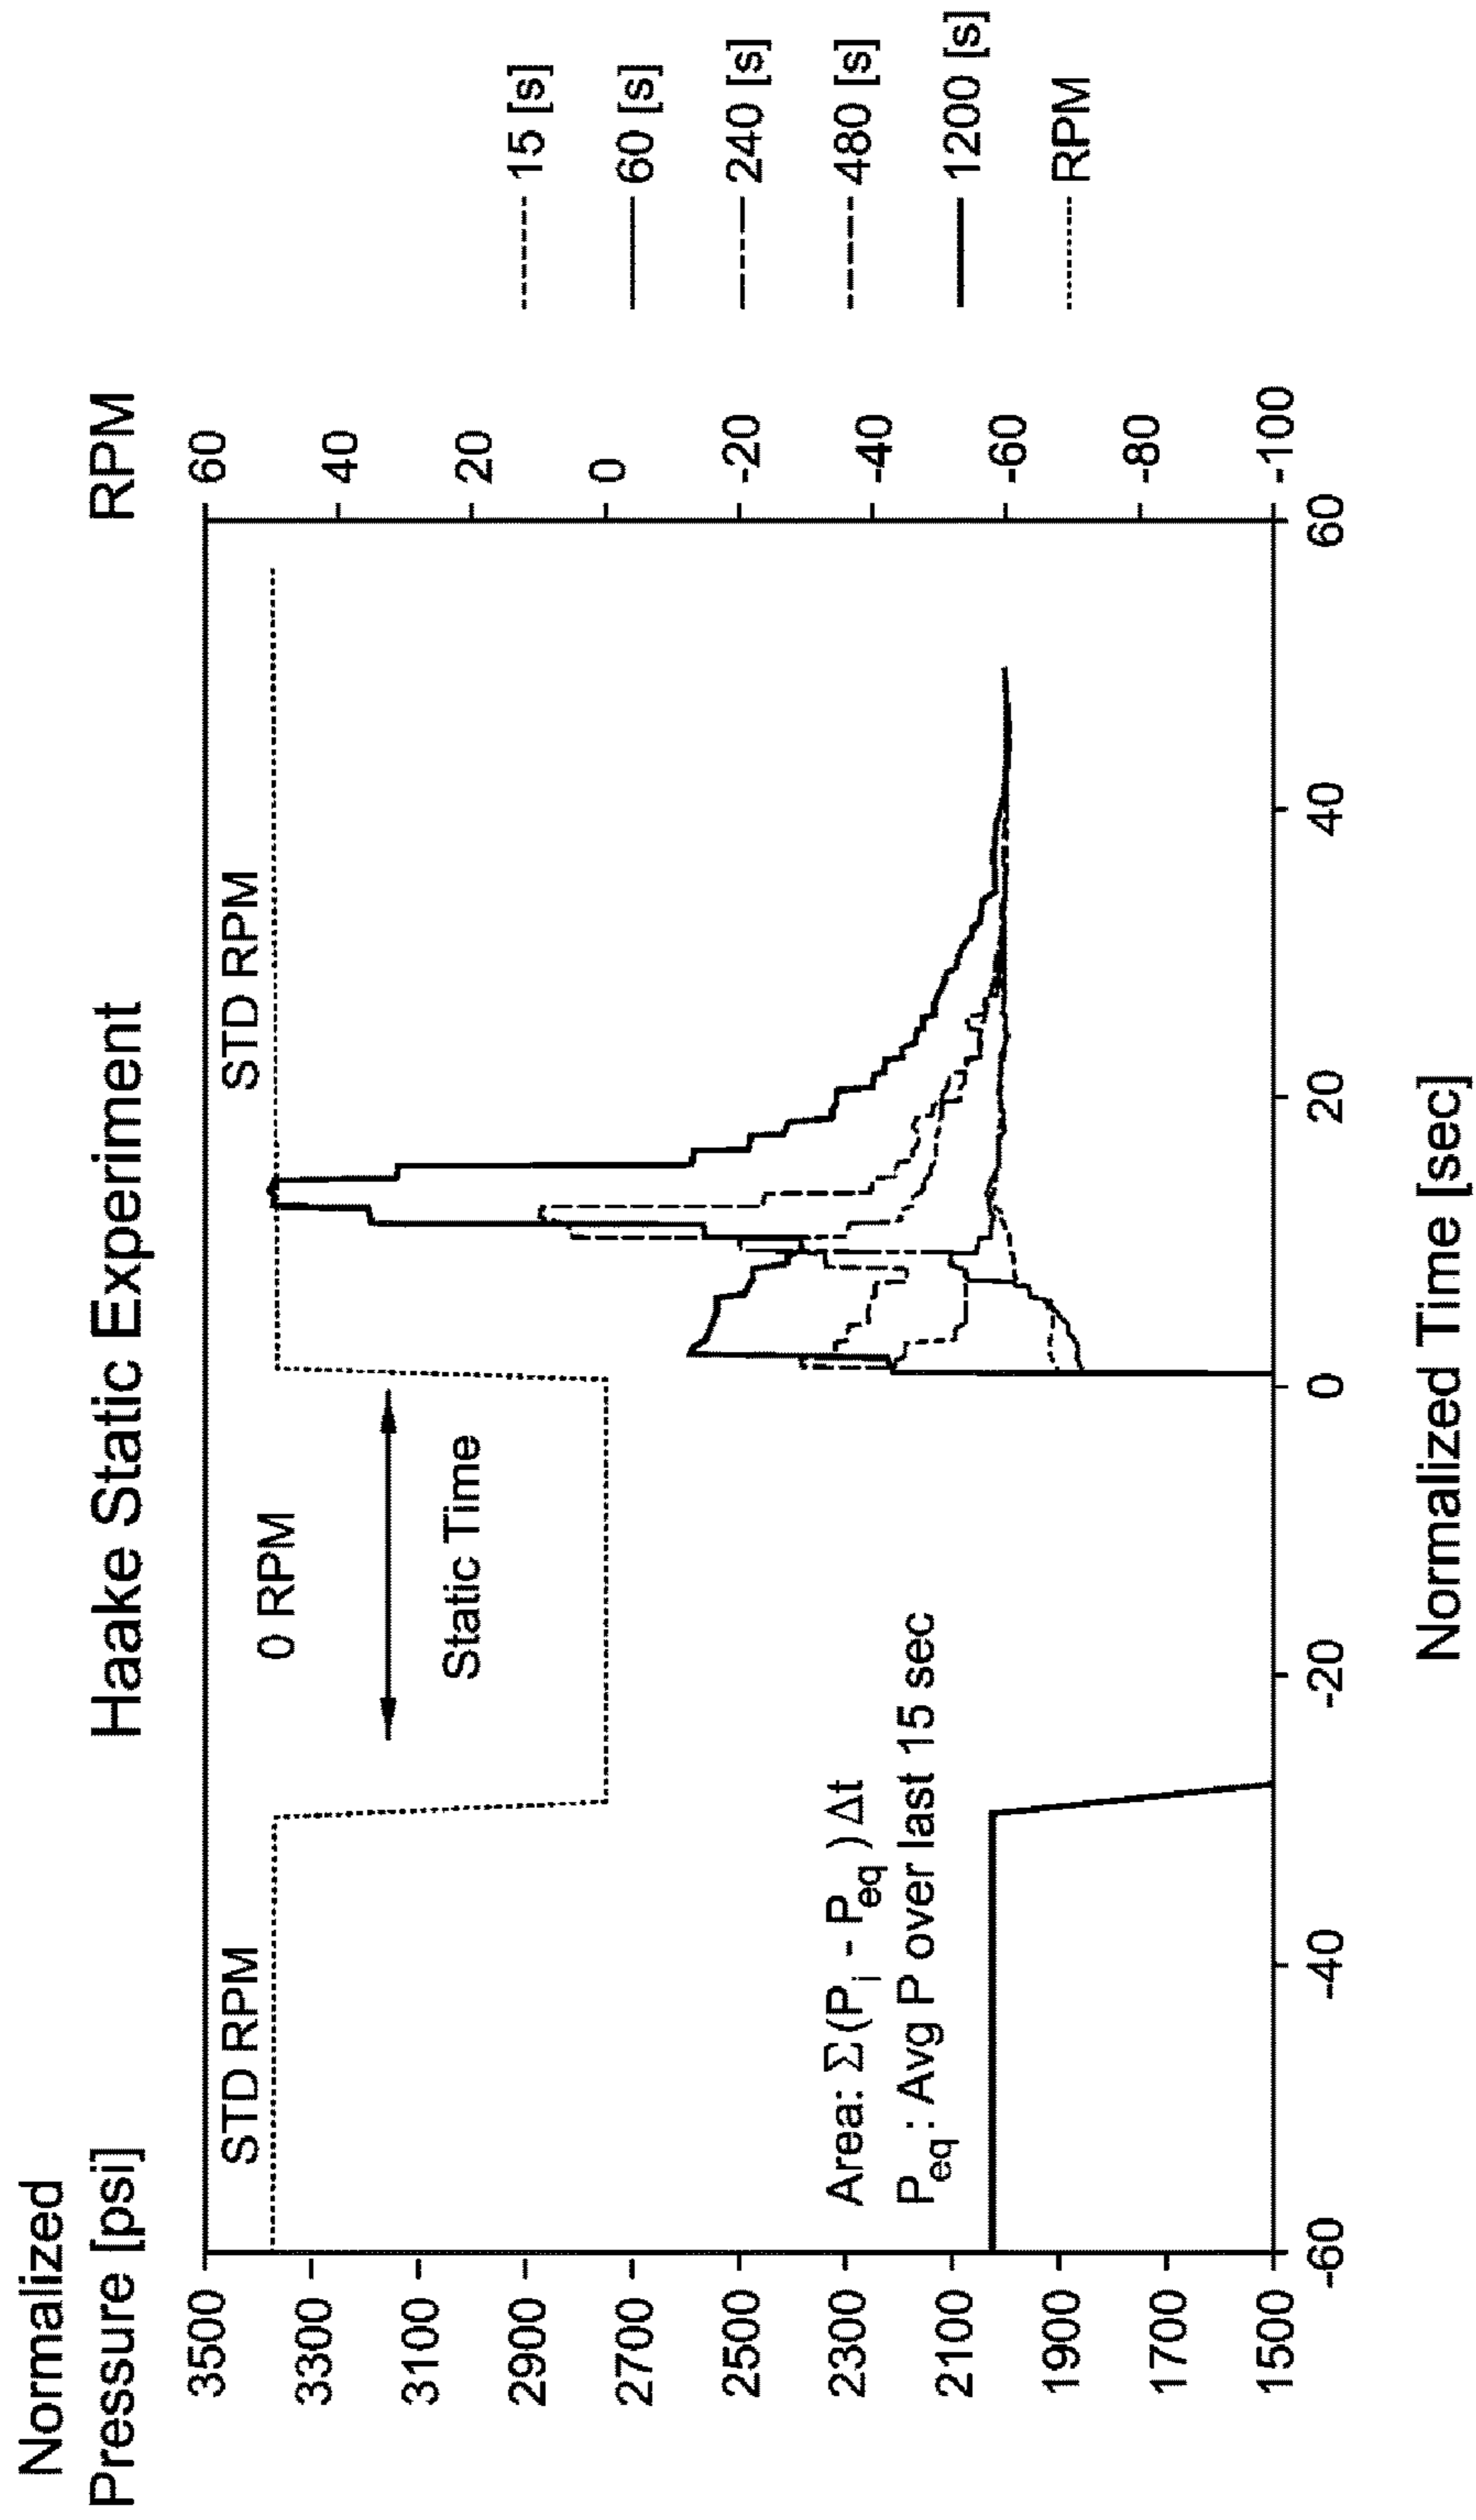 Haake Static Experiment
Normalized
Pressure [psi]
RPM
3500
3300
3100
2900
2700
2500
2300
2100
1900
1700
1500
STD RPM
0 RPM
Static Time
STD RPM
Area: Σ(Pi - Peq) Δt
Peq: Avg P over last 15 sec
60
40
20
0
-20
-40
-60
-80
-100
-60
-40
-20
0
20
40
60
Normalized Time [sec]
15 [s]
60 [s]
240 [s]
480 [s]
1200 [s]
RPM